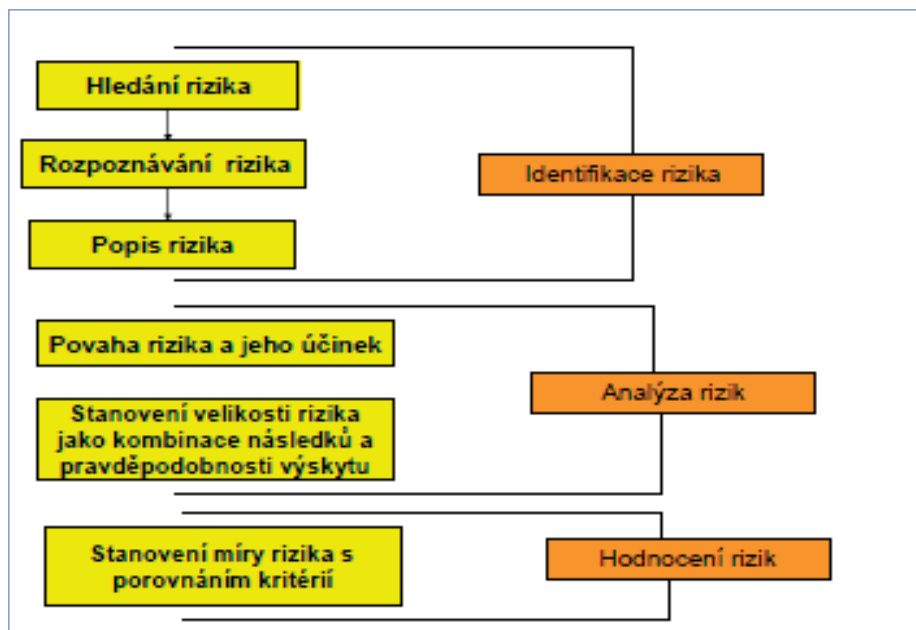 Hledání rizika
Rozpoznávání rizika
Popis rizika
Identifikace rizika
Povaha rizika a jeho účinek
Stanovení velikosti rizika
jako kombinace následků a
pravděpodobnosti výskytu
Analýza rizik
Stanovení míry rizika s
porovnáním kritérií
Hodnocení rizik